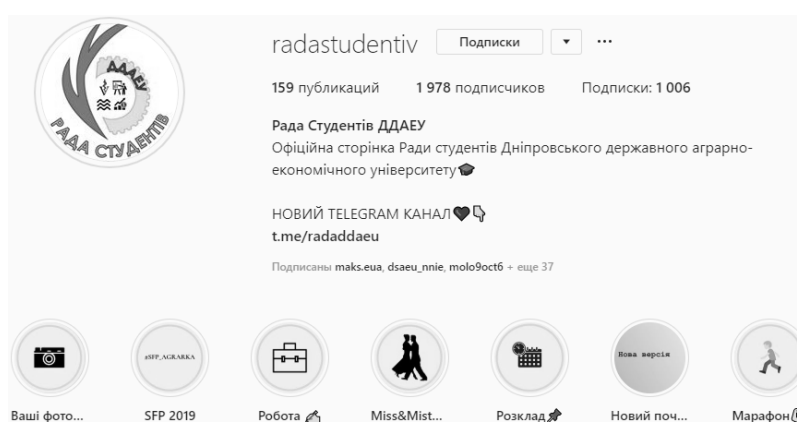 radastudentiv Подписки ▼ ...
159 публикаций 1 978 подписчиков Подписки: 1 006
Рада Студентів ДДАЕУ
Офіційна сторінка Ради студентів Дніпровського державного аграрно-
економічного університету🎓
НОВИЙ TELEGRAM КАНАЛ🖤👇
t.me/radaddaeu
Подписаны maks.eua, dsaeu_nnie, molo9oct6 + еще 37
ДДАЕУ
РАДА СТУДЕНТІВ
#SFP_AGRARKA
Нова версія
Ваші фото... SFP 2019 Робота ✍ Miss&Mist... Розклад📌 Новий поч... Марафон